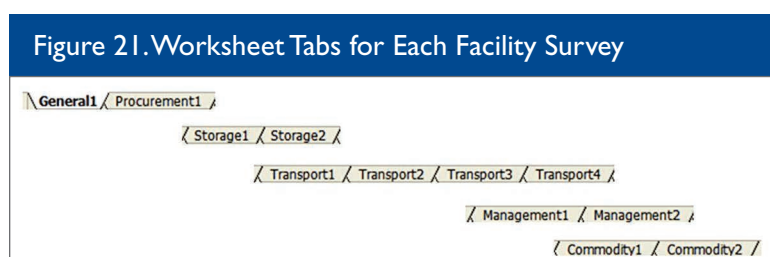 Figure 21. Worksheet Tabs for Each Facility Survey
General1 Procurement1
Storage1 Storage2
Transport1 Transport2 Transport3 Transport4
Management1 Management2
Commodity1 Commodity2